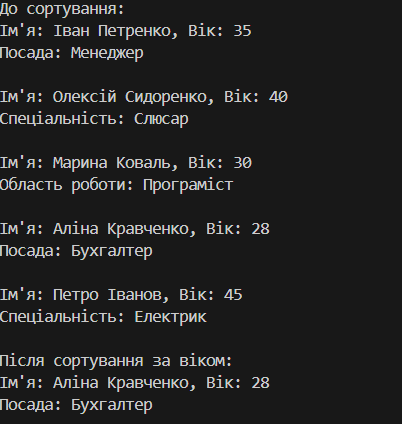 До сортування:
Ім'я: Іван Петренко, Вік: 35
Посада: Менеджер
Ім'я: Олексій Сидоренко, Вік: 40
Спеціальність: Слюсар
Ім'я: Марина Коваль, Вік: 30
Область роботи: Програміст
Ім'я: Аліна Кравченко, Вік: 28
Посада: Бухгалтер
Ім'я: Петро Іванов, Вік: 45
Спеціальність: Електрик
Після сортування за віком:
Ім'я: Аліна Кравченко, Вік: 28
Посада: Бухгалтер